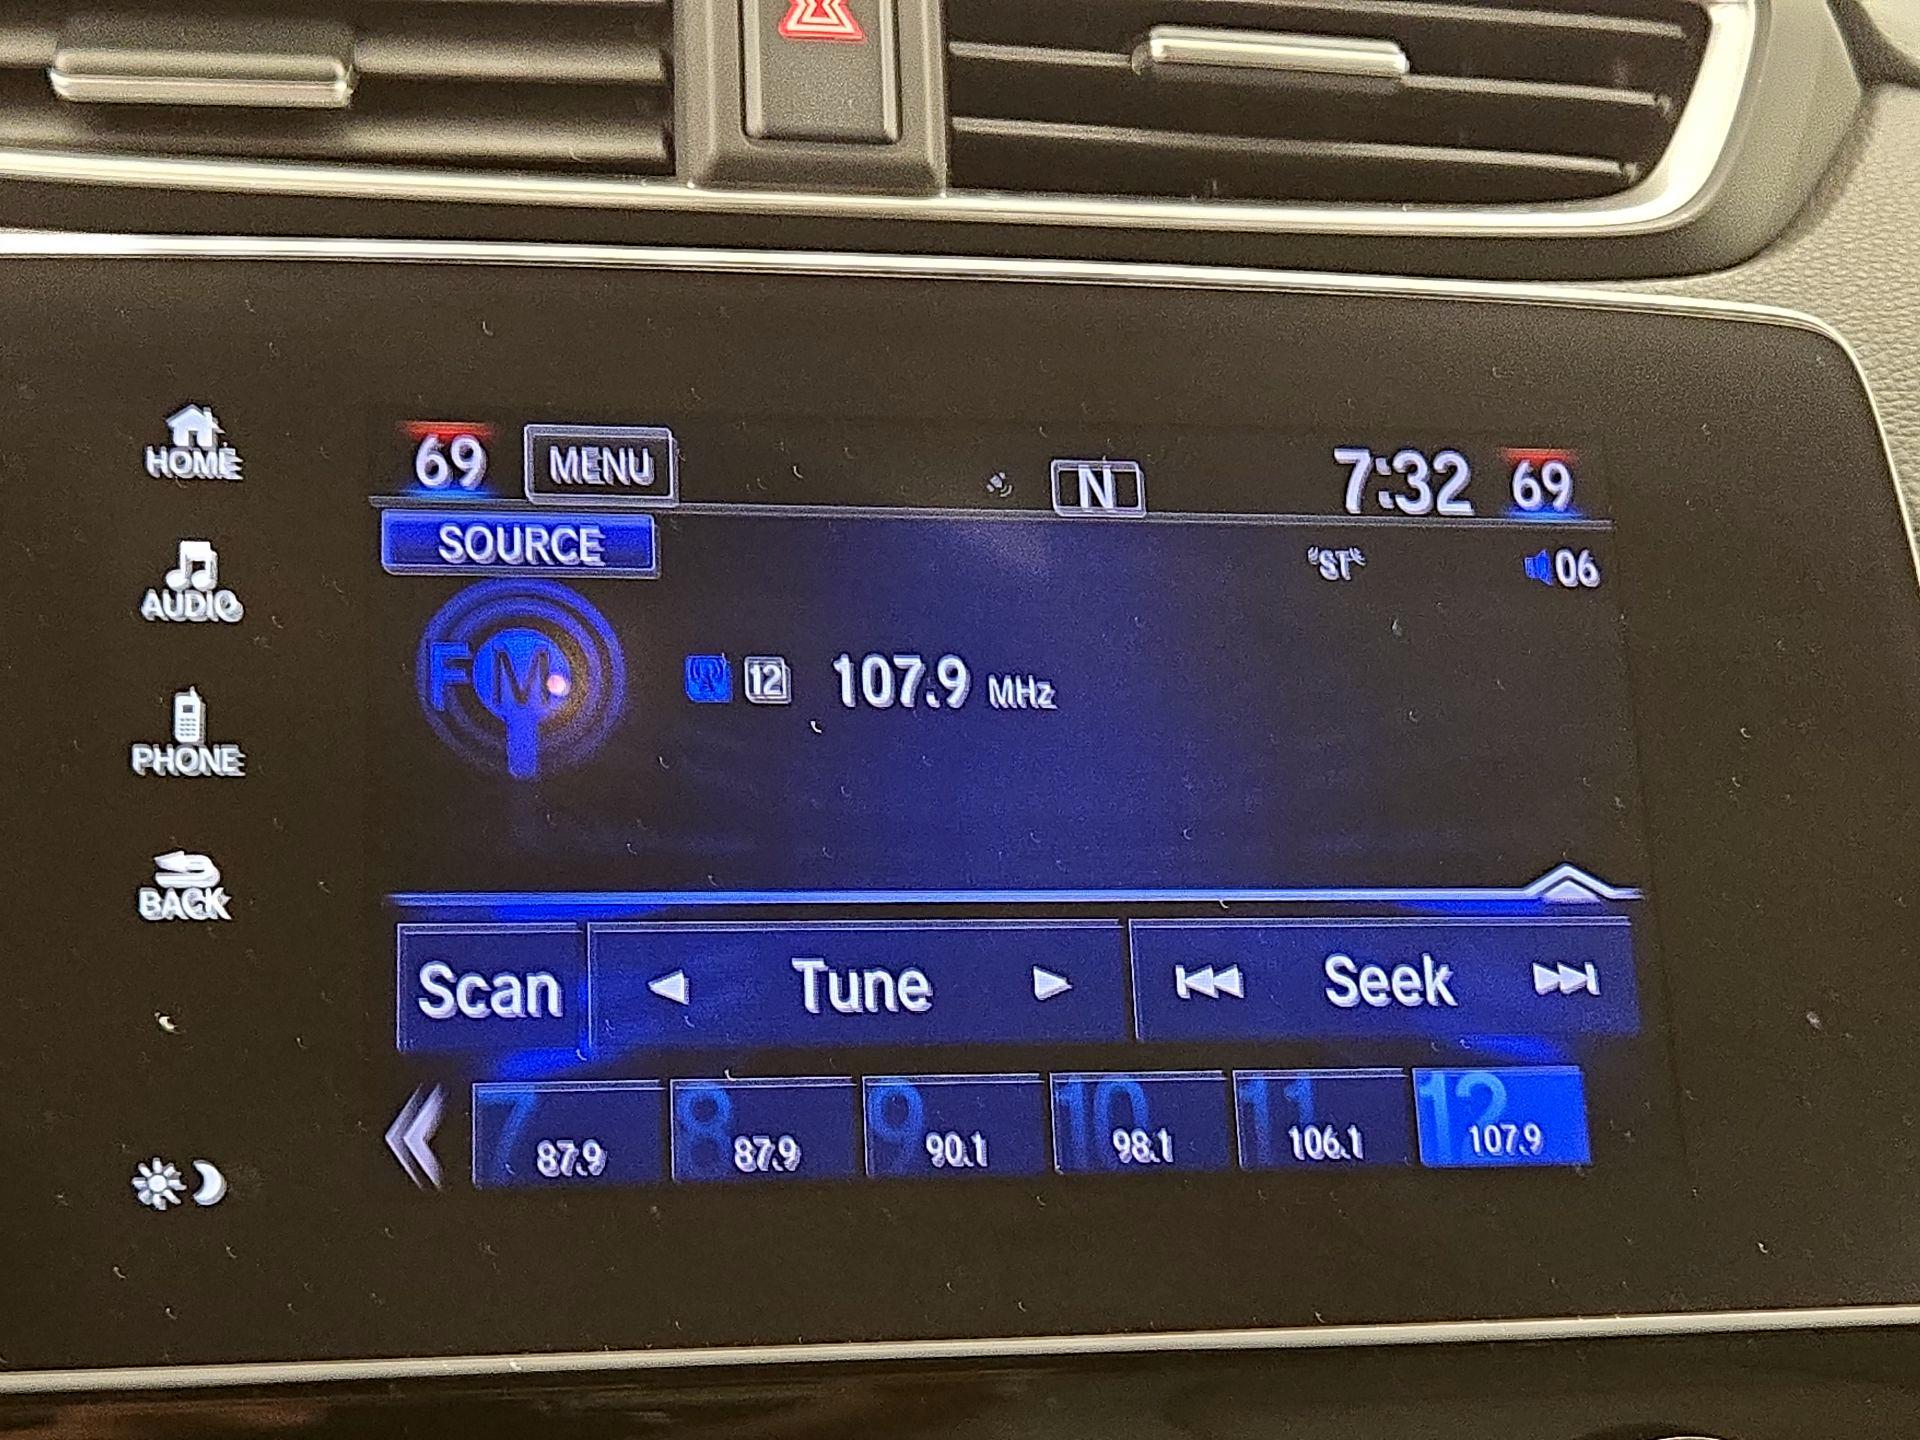 HOME
AUDIO
PHONE
BACK
69 MENU N 7:32 69
SOURCE "ST" 06
FM 12 107.9 MHz
Scan Tune Seek
7 8 9 10 11 12
87.9 87.9 90.1 98.1 106.1 107.9